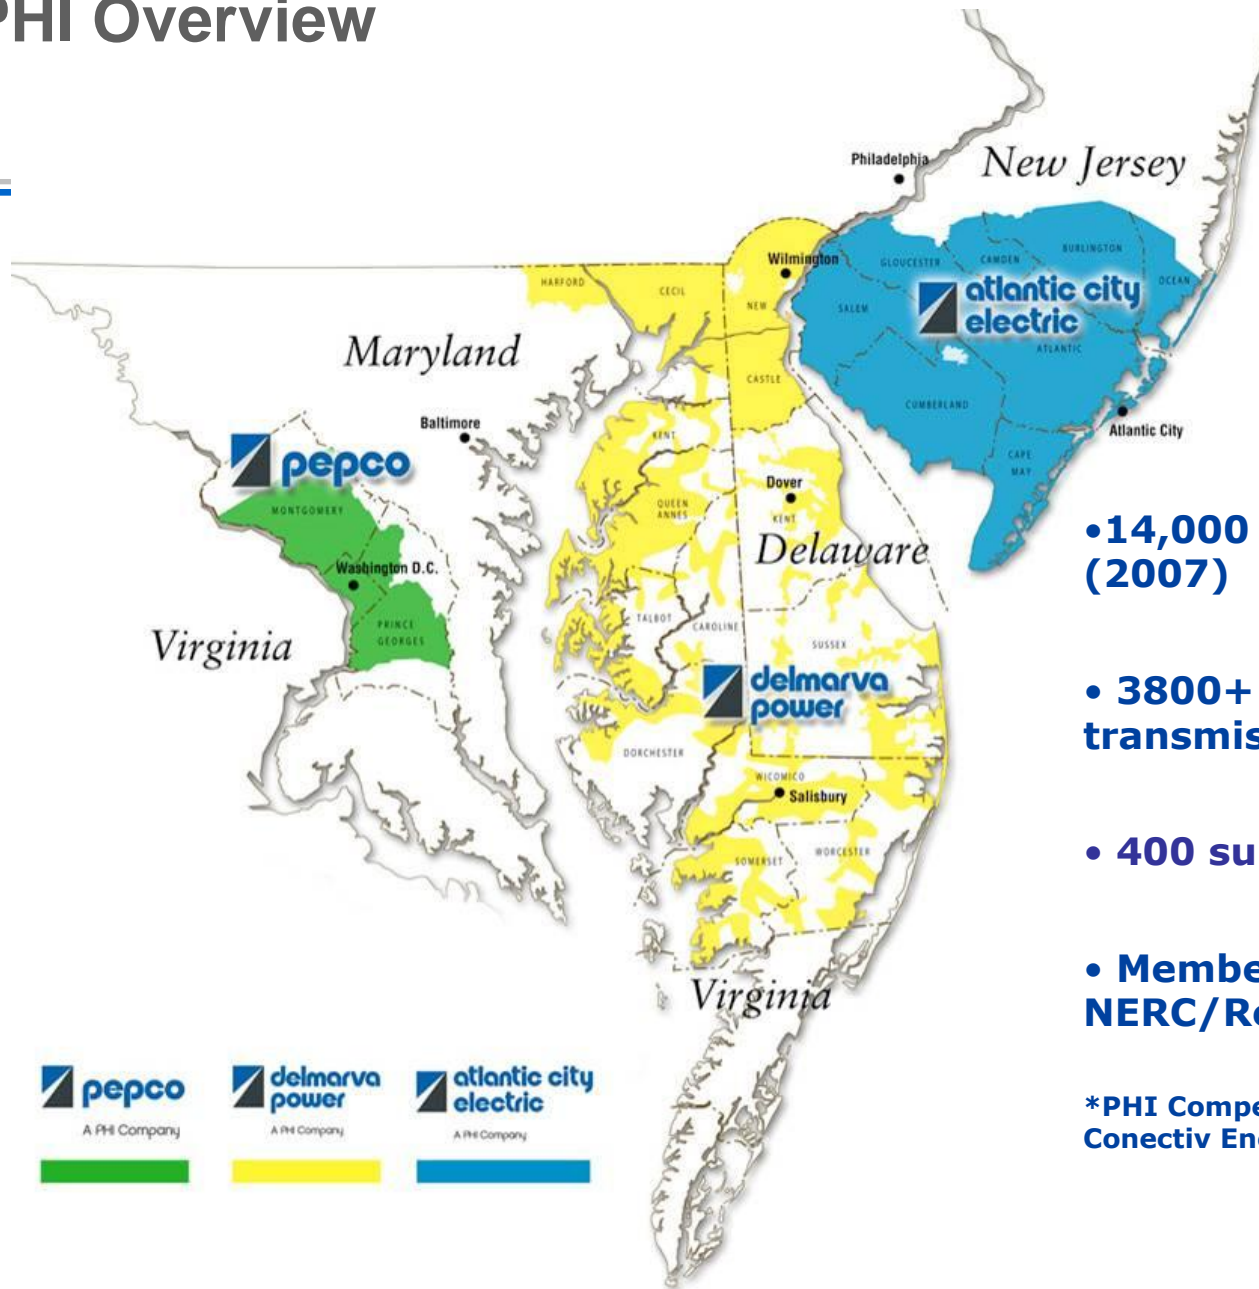 PHI Overview
Philadelphia
New Jersey
Wilmington
HARFORD
CECIL
NEW
CASTLE
GLOUCESTER
CAMDEN
BURLINGTON
OCEAN
SALEM
atlantic city
electric
ATLANTIC
CUMBERLAND
CAPE
MAY
Atlantic City
Maryland
Baltimore
pepco
MONTGOMERY
Washington D.C.
PRINCE
GEORGES
Virginia
KENT
QUEEN
ANNES
Dover
KENT
Delaware
TALBOT
CAROLINE
SUSSEX
delmarva
power
DORCHESTER
WICOMICO
Salisbury
SOMERSET
WORCESTER
Virginia
•14,000
(2007)
• 3800+
transmis
• 400 su
• Membe
NERC/Re
*PHI Compe
Conectiv En
pepco
A PHI Company
delmarva
power
A PHI Company
atlantic city
electric
A PHI Company